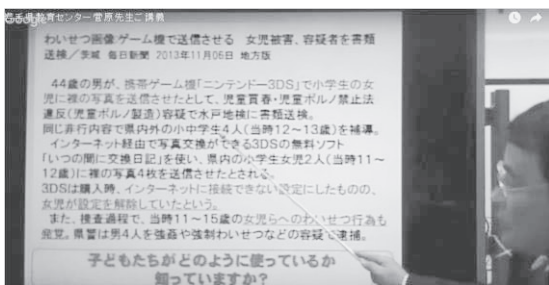 岩手県教育センター 菅原先生ご講義
わいせつ画像:ゲーム機で送信させる 女児被害、容疑者を書類
送検／茨城 毎日新聞 2013年11月06日 地方版
44歳の男が、携帯ゲーム機「ニンテンドー3DS」で小学生の女
児に裸の写真を送信させたとして、児童買春・児童ポルノ禁止法
違反(児童ポルノ製造)容疑で水戸地検に書類送検。
同じ非行内容で県内外の小中学生4人(当時12～13歳)を補導。
インターネット経由で写真交換ができる3DSの無料ソフト
「いつの間に交換日記」を使い、県内の小学生女児2人(当時11～
12歳)に裸の写真4枚を送信させたとされる。
3DSは購入時、インターネットに接続できない設定にしたものの、
女児が設定を解除していたという。
また、捜査過程で、当時11～15歳の女児らへのわいせつ行為も
発覚。県警は男4人を強姦や強制わいせつなどの容疑で逮捕。
子どもたちがどのように使っているか
知っていますか?